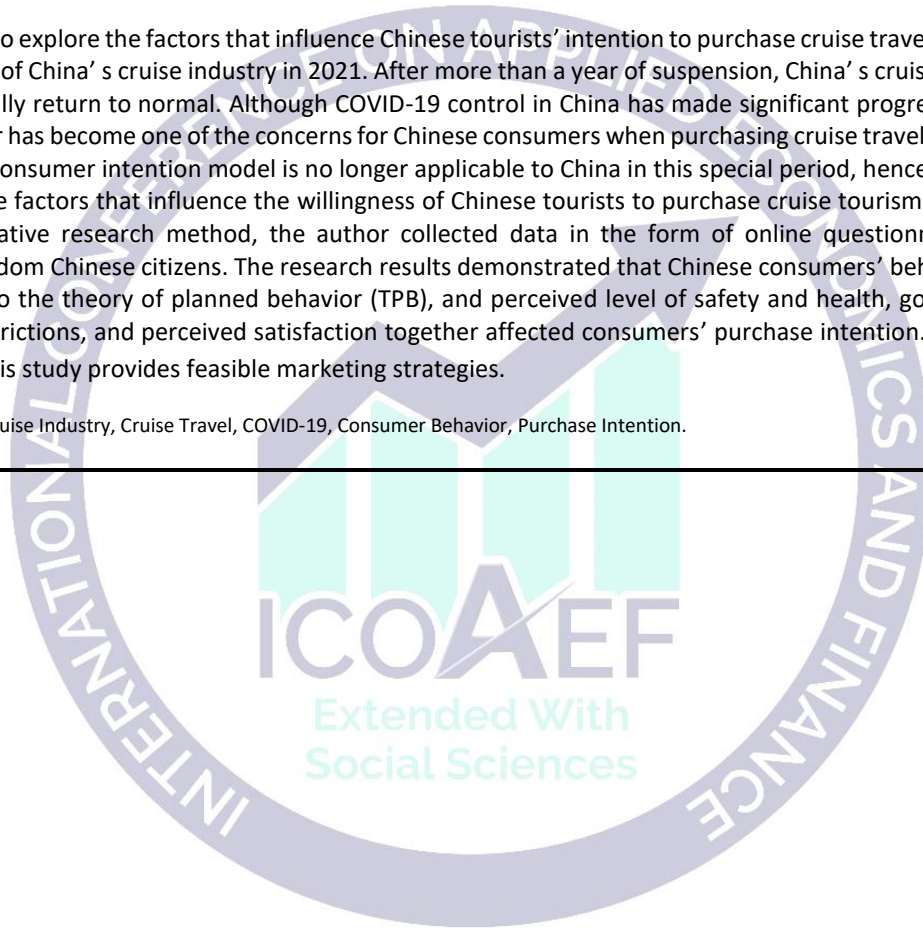 o explore the factors that influence Chinese tourists’ intention to purchase cruise trave
of China’ s cruise industry in 2021. After more than a year of suspension, China’ s cruis
lly return to normal. Although COVID-19 control in China has made significant progre
r has become one of the concerns for Chinese consumers when purchasing cruise travel
onsumer intention model is no longer applicable to China in this special period, hence
e factors that influence the willingness of Chinese tourists to purchase cruise tourism
ative research method, the author collected data in the form of online questionn
dom Chinese citizens. The research results demonstrated that Chinese consumers’ beh
o the theory of planned behavior (TPB), and perceived level of safety and health, go
rictions, and perceived satisfaction together affected consumers’ purchase intention.
is study provides feasible marketing strategies.
uise Industry, Cruise Travel, COVID-19, Consumer Behavior, Purchase Intention.
INTERNATIONAL CONFERENCE ON APPLIED ECONOMICS AND FINANCE
ICOAEF
Extended With
Social Sciences